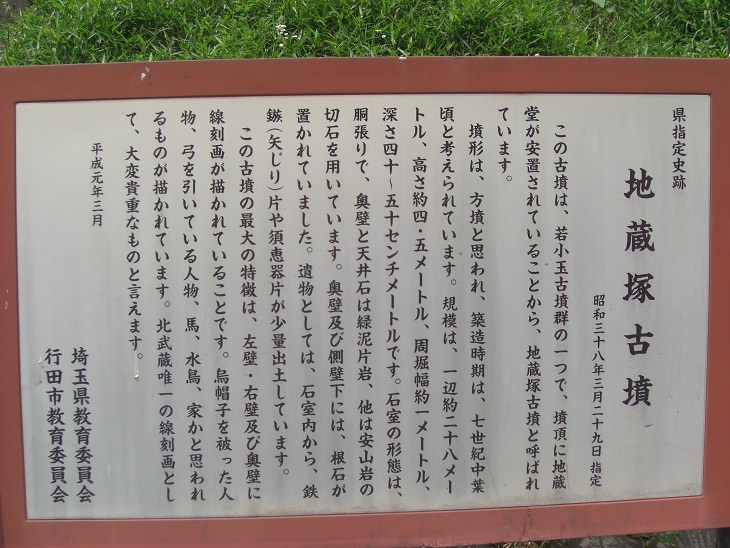 県指定史跡
地蔵塚古墳
昭和三十八年三月二十九日 指定
この古墳は、若小玉古墳群の一つで、墳頂に地蔵
堂が安置されていることから、地蔵塚古墳と呼ばれ
ています。
墳形は、方墳と思われ、築造時期は、七世紀中葉
頃と考えられています。規模は、一辺約二十八メー
トル、高さ約四・五メートル、周堀幅約一メートル、
深さ四十〜五十センチメートルです。石室の形態は、
胴張りで、奥壁と天井石は緑泥片岩、他は安山岩の
切石を用いています。奥壁及び側壁下には、根石が
置かれていました。遺物としては、石室内から、鉄
鏃(矢じり)片や須恵器片が少量出土しています。
この古墳の最大の特徴は、左壁・右壁及び奥壁に
線刻画が描かれていることです。烏帽子を被った人
物、弓を引いている人物、馬、水鳥、家かと思われ
るものが描かれています。北武蔵唯一の線刻画とし
て、大変貴重なものと言えます。
平成元年三月
埼玉県教育委員会
行田市教育委員会